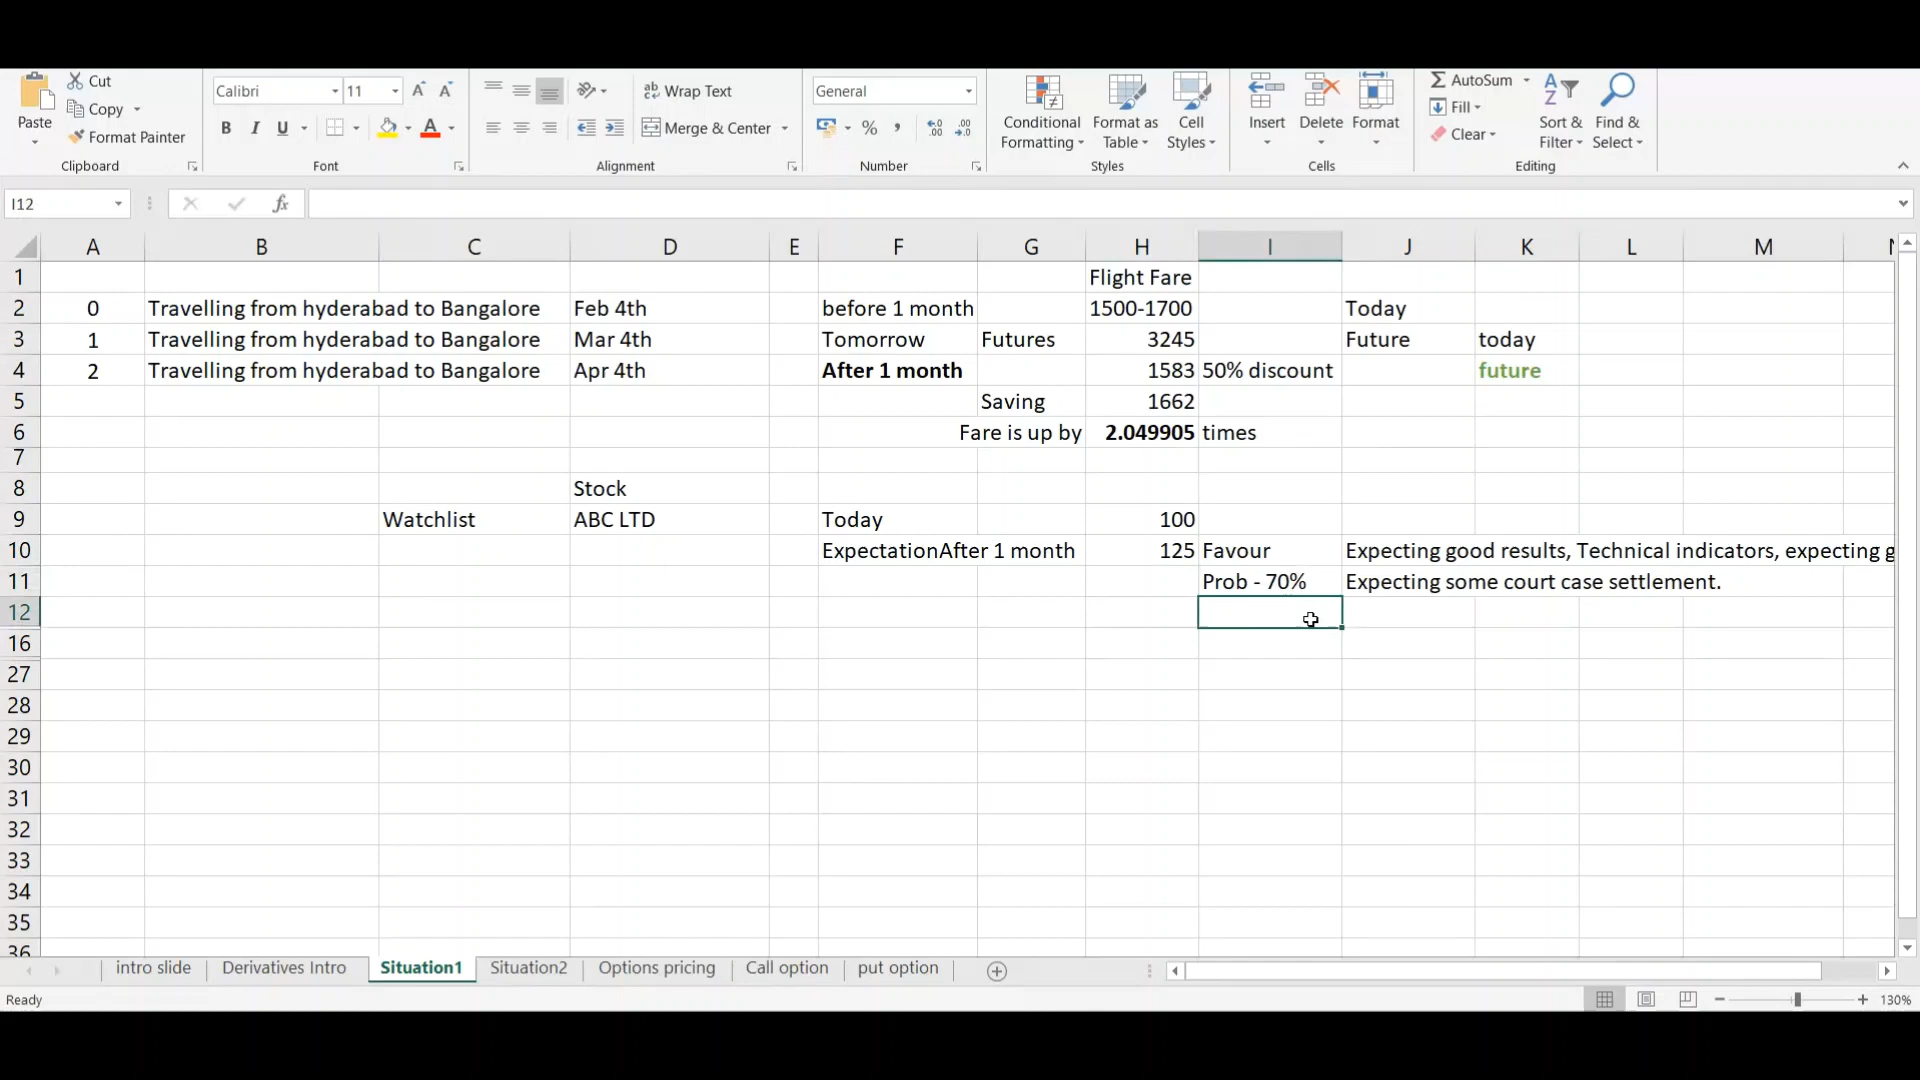 Cut
Copy
Paste
Format Painter
Clipboard
Calibri 11
B I U A
Font
Wrap Text
Merge & Center
Alignment
General
%
Number
Conditional Formatting
Format as Table
Cell Styles
Styles
Insert
Delete
Format
Cells
AutoSum
Fill
Clear
Sort & Filter
Find & Select
Editing
I12
fx
A B C D E F G H I J K L M
1 Flight Fare
2 0 Travelling from hyderabad to Bangalore Feb 4th before 1 month 1500-1700 Today
3 1 Travelling from hyderabad to Bangalore Mar 4th Tomorrow Futures 3245 Future today
4 2 Travelling from hyderabad to Bangalore Apr 4th After 1 month 1583 50% discount future
5 Saving 1662
6 Fare is up by 2.049905 times
7
8 Stock
9 Watchlist ABC LTD Today 100
10 ExpectationAfter 1 month 125 Favour Expecting good results, Technical indicators, expecting g
11 Prob - 70% Expecting some court case settlement.
12
16
27
28
29
30
31
32
33
34
35
36
intro slide Derivatives Intro Situation1 Situation2 Options pricing Call option put option
Ready
130%